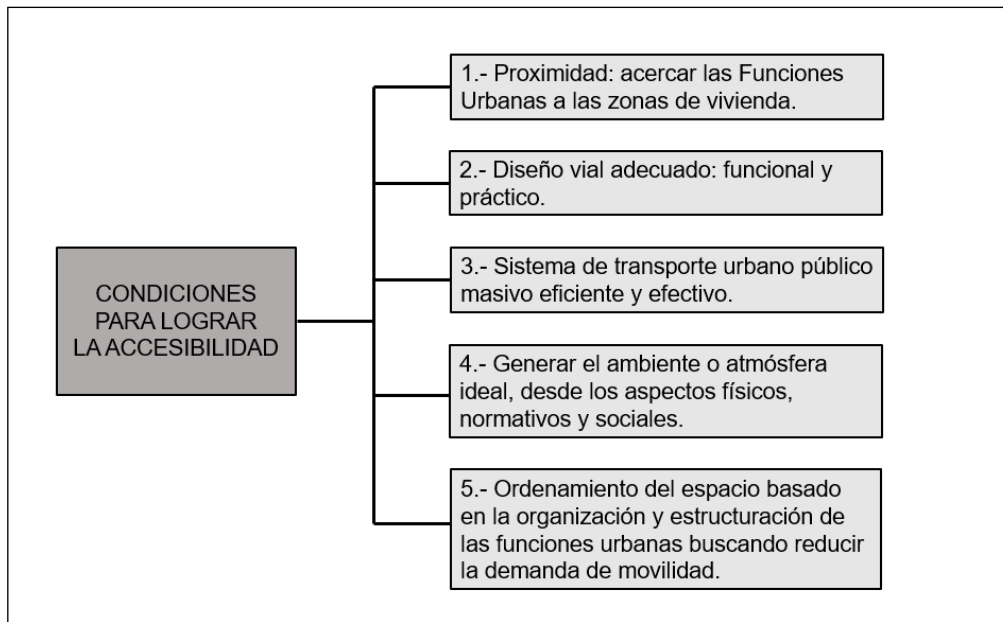 1.- Proximidad: acercar las Funciones
Urbanas a las zonas de vivienda.
2.- Diseño vial adecuado: funcional y
práctico.
CONDICIONES
PARA LOGRAR
LA ACCESIBILIDAD
3.- Sistema de transporte urbano público
masivo eficiente y efectivo.
4.- Generar el ambiente o atmósfera
ideal, desde los aspectos físicos,
normativos y sociales.
5.- Ordenamiento del espacio basado
en la organización y estructuración de
las funciones urbanas buscando reducir
la demanda de movilidad.